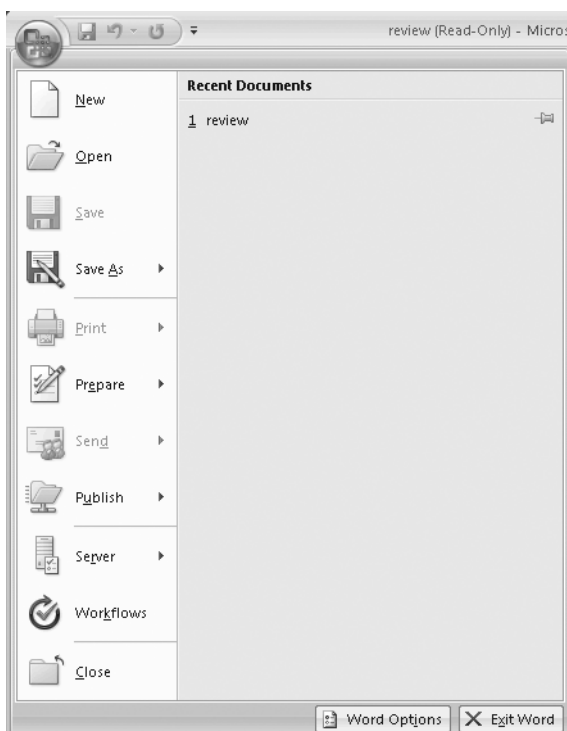 review (Read-Only) - Micros
Recent Documents
1 review
New
Open
Save
Save As
Print
Prepare
Send
Publish
Server
Workflows
Close
Word Options
Exit Word